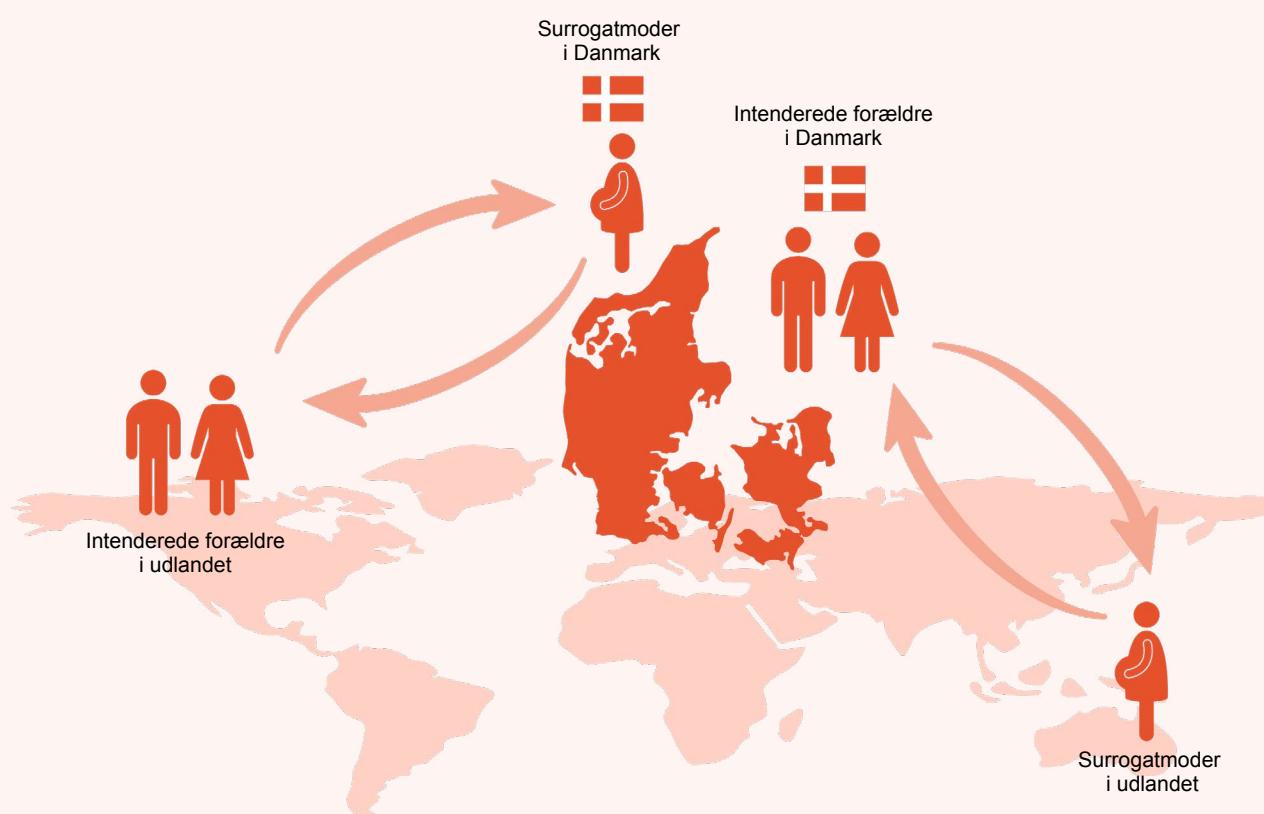 Surrogatmoder
i Danmark
Intenderede forældre
i Danmark
Intenderede forældre
i udlandet
Surrogatmoder
i udlandet